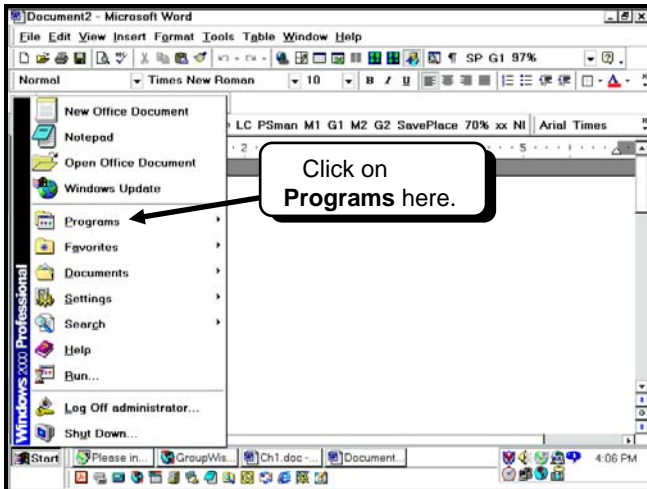 Document2 - Microsoft Word
File Edit View Insert Format Tools Table Window Help
¶ SP G1 97%
Normal Times New Roman 10 B I U A
LC PSman M1 G1 M2 G2 SavePlace 70% xx NI Arial Times
2 5
New Office Document
Notepad
Open Office Document
Windows Update
Programs
Favorites
Documents
Settings
Search
Help
Run...
Log Off administrator...
Shut Down...
Windows 2000 Professional
Click on
Programs here.
Start Please in... GroupWis... Ch1.doc -... Document... 4:06 PM